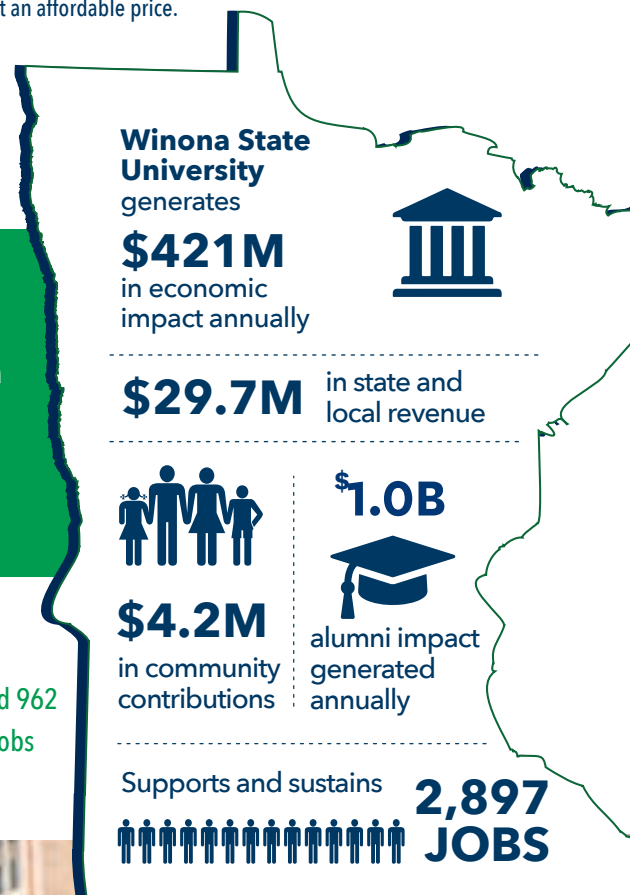 t an affordable price.
Winona State
University
generates
$421M
in economic
impact annually
$29.7M
in state and
local revenue
$4.2M
in community
contributions
$1.0B
alumni impact
generated
annually
d 962
obs
Supports and sustains
2,897
JOBS